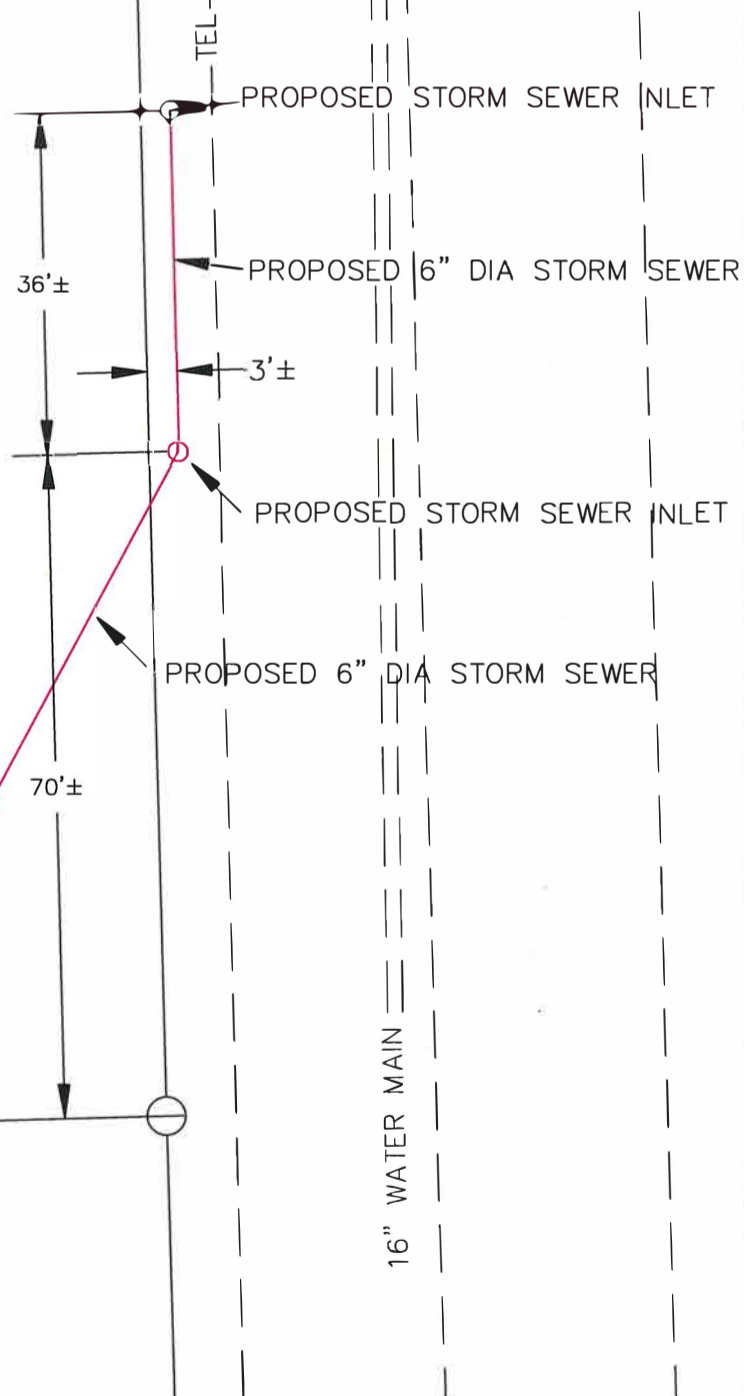 TEL
PROPOSED STORM SEWER INLET
PROPOSED 6" DIA STORM SEWER
36'±
3'±
PROPOSED STORM SEWER INLET
PROPOSED 6" DIA STORM SEWER
70'±
16" WATER MAIN